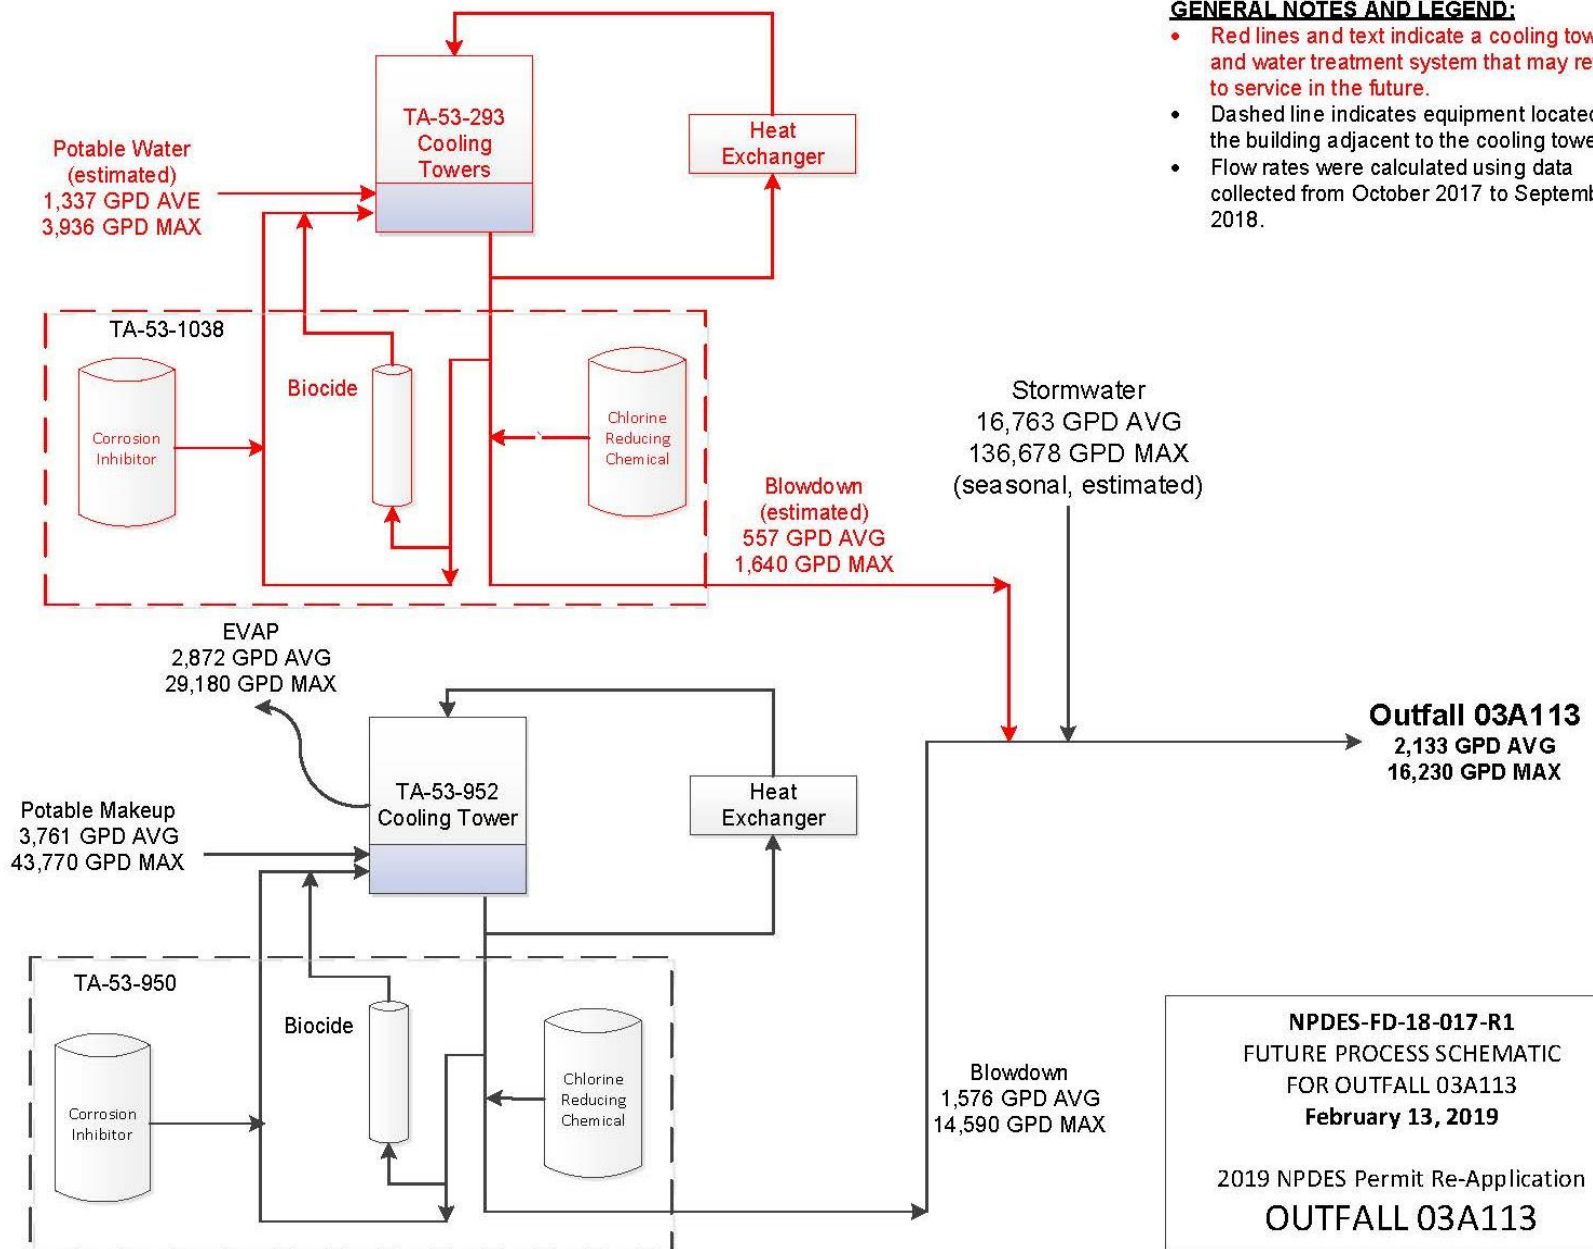 GENERAL NOTES AND LEGEND:
• Red lines and text indicate a cooling
and water treatment system that may
to service in the future.
• Dashed line indicates equipment
the building adjacent to the cooling
• Flow rates were calculated using data
collected from October 2017 to
2018.
TA-53-293
Cooling
Towers
Heat
Exchanger
Potable Water
(estimated)
1,337 GPD AVE
3,936 GPD MAX
TA-53-1038
Corrosion
Inhibitor
Biocide
Chlorine
Reducing
Chemical
Blowdown
(estimated)
557 GPD AVG
1,640 GPD MAX
Stormwater
16,763 GPD AVG
136,678 GPD MAX
(seasonal, estimated)
EVAP
2,872 GPD AVG
29,180 GPD MAX
TA-53-952
Cooling Tower
Heat
Exchanger
Potable Makeup
3,761 GPD AVG
43,770 GPD MAX
Outfall 03A113
2,133 GPD AVG
16,230 GPD MAX
TA-53-950
Corrosion
Inhibitor
Biocide
Chlorine
Reducing
Chemical
Blowdown
1,576 GPD AVG
14,590 GPD MAX
NPDES-FD-18-017-R1
FUTURE PROCESS SCHEMATIC
FOR OUTFALL 03A113
February 13, 2019
2019 NPDES Permit Re-Application
OUTFALL 03A113